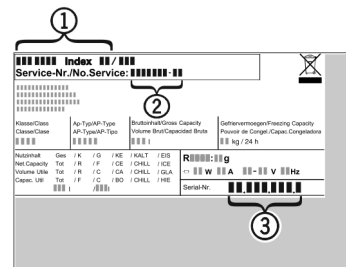 1
Index /
Service-Nr./No.Service: -
2
Klasse/Class
Classe/Clase
Ap-Typ/AP-Type
AP-Type/AP-Tipo
Bruttoinhalt/Gross Capacity
Volume Brut/Capacidad Bruta
l
Gefriervermoegen/Freezing Capacity
Pouvoir de Congel./Capac.Congeladora
kg / 24 h
Nutzinhalt Ges / K / G / KE / KALT / EIS
Net.Capacity Tot / R / F / CE / CHILL / ICE
Volume Utile Tot / R / C / CA / CHILL / GLA
Capac. Util Tot / F / C / BO / CHILL / HIE
l / l
R : g
W A - V Hz
Serial-Nr. . . .
3